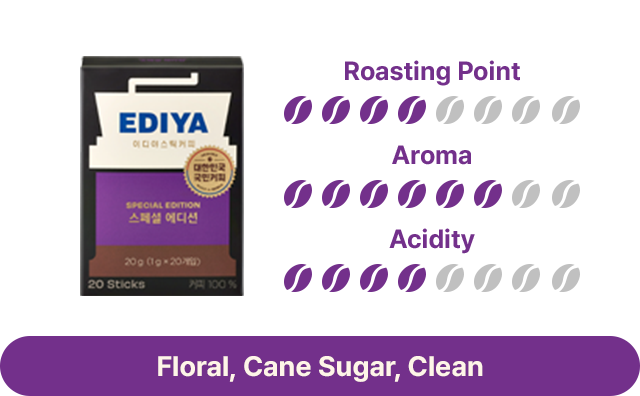 EDIYA
이디야스틱커피
대한민국
국민커피
SPECIAL EDITION
스페셜 에디션
20g (1g×20개입)
20 Sticks
커피 100%
Roasting Point
Aroma
Acidity
Floral, Cane Sugar, Clean